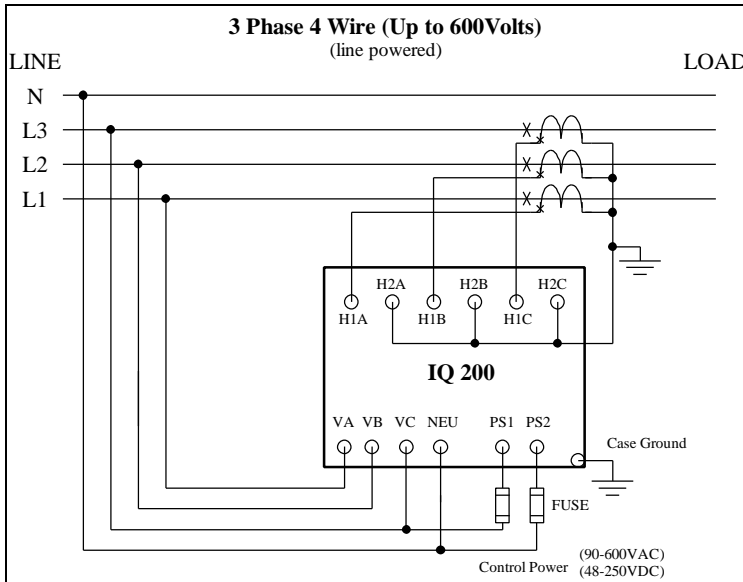 3 Phase 4 Wire (Up to 600Volts)
(line powered)
LINE
LOAD
N
L3
L2
L1
H2A
H2B
H2C
H1A
H1B
H1C
IQ 200
VA
VB
VC
NEU
PS1
PS2
Case Ground
FUSE
Control Power
(90-600VAC)
(48-250VDC)